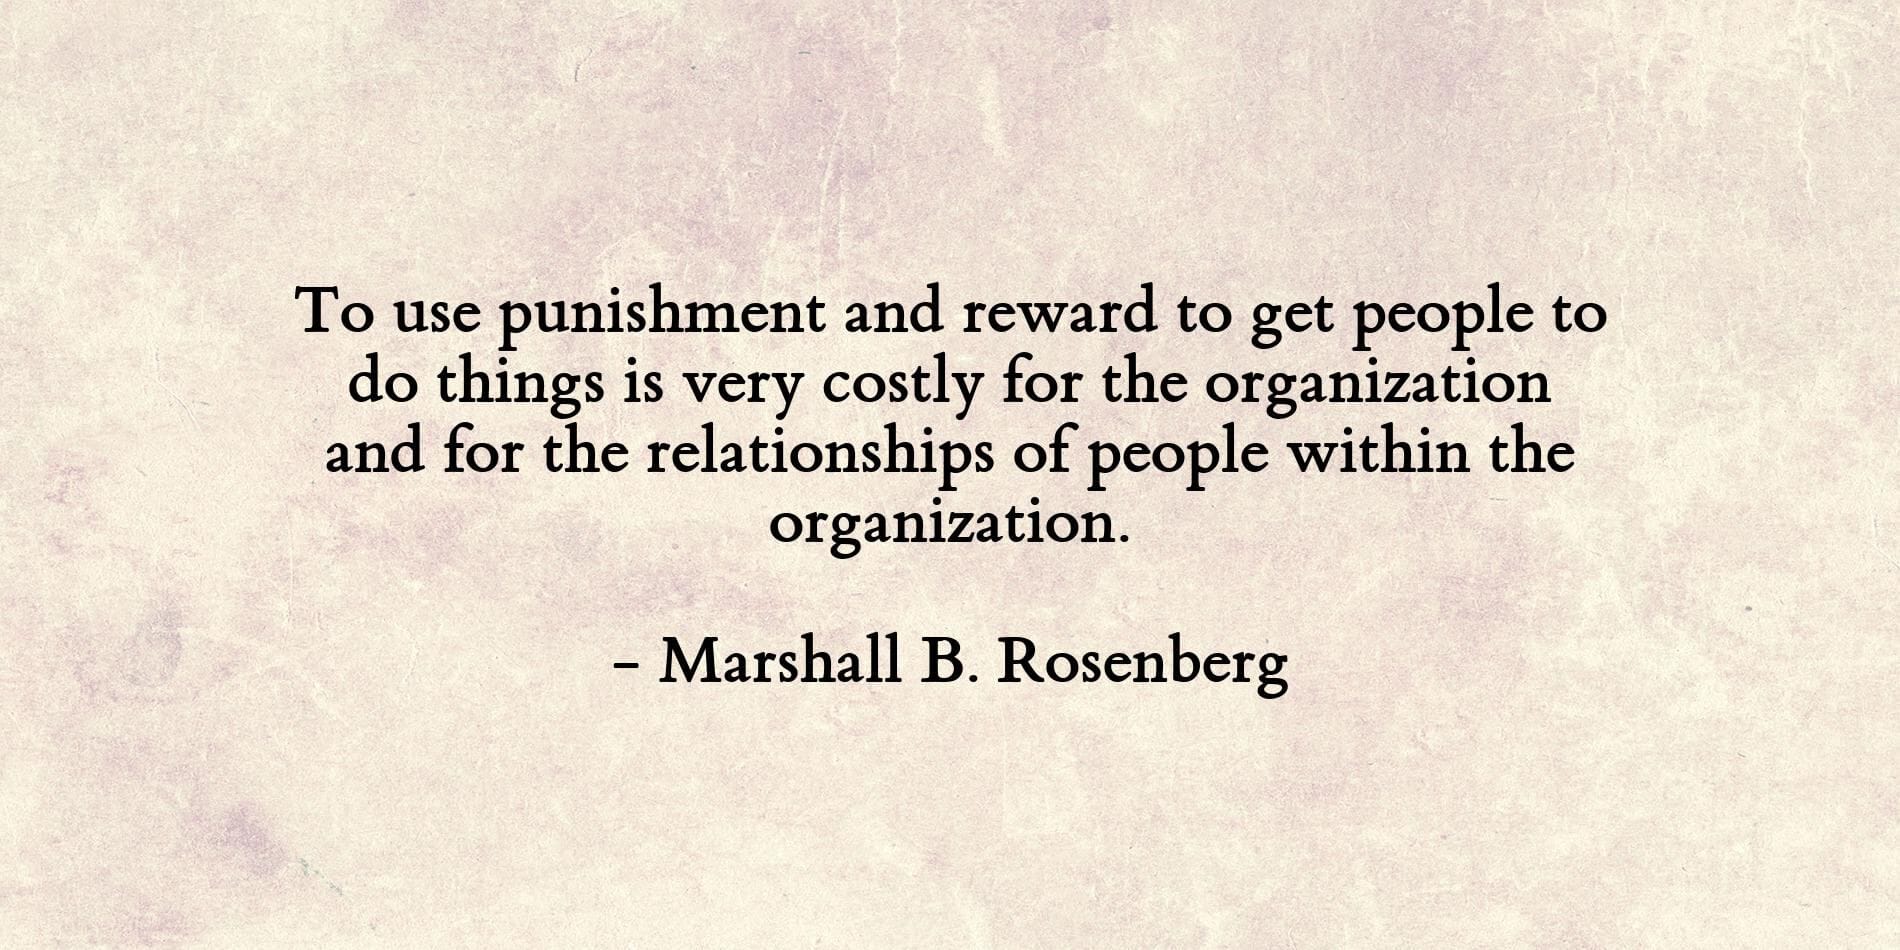 To use punishment and reward to get people to
do things is very costly for the organization
and for the relationships of people within the
organization.
- Marshall B. Rosenberg